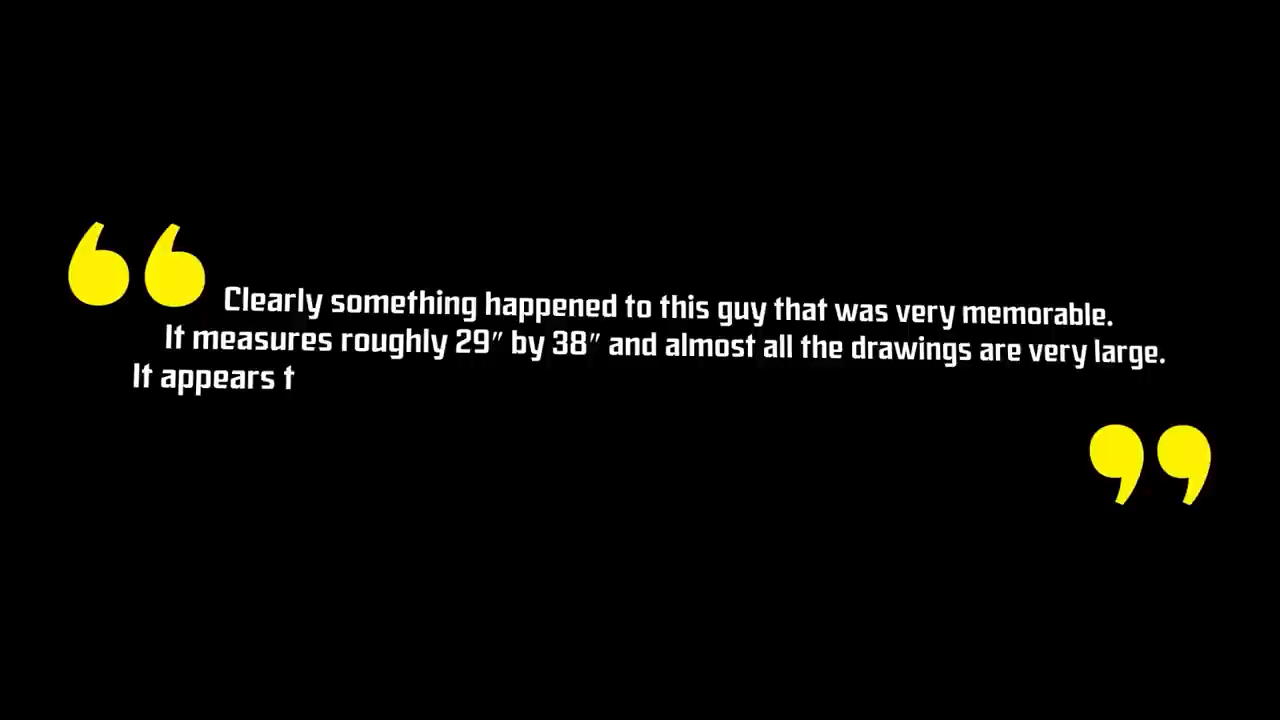 “ Clearly something happened to this guy that was very memorable.
It measures roughly 29″ by 38″ and almost all the drawings are very large.
It appears t
”